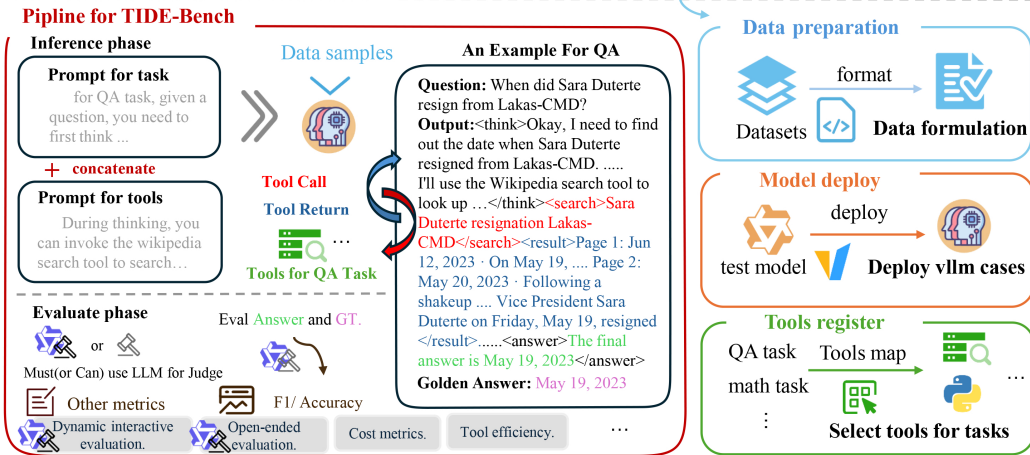 Pipline for TIDE-Bench
Inference phase
Prompt for task
for QA task, given a
question, you need to
first think ...
+ concatenate
Prompt for tools
During thinking, you
can invoke the wikipedia
search tool to search…
Data samples
Tool Call
Tool Return
...
Tools for QA Task
An Example For QA
Question: When did Sara Duterte
resign from Lakas-CMD?
Output:<think>Okay, I need to find
out the date when Sara Duterte
resigned from Lakas-CMD. .....
I'll use the Wikipedia search tool to
look up …</think><search>Sara
Duterte resignation Lakas-
CMD</search><result>Page 1: Jun
12, 2023 · On May 19, .... Page 2:
May 20, 2023 · Following a
shakeup .... Vice President Sara
Duterte on Friday, May 19, resigned
</result>......<answer>The final
answer is May 19, 2023</answer>
Golden Answer: May 19, 2023
Evaluate phase
or
Must(or Can) use LLM for Judge
Eval Answer and GT.
Other metrics
F1/ Accuracy
Dynamic interactive
evaluation.
Open-ended
evaluation.
Cost metrics.
Tool efficiency.
...
Data preparation
format
Datasets
Data formulation
Model deploy
deploy
test model
Deploy vllm cases
Tools register
QA task
Tools map
math task
⋮
...
Select tools for tasks